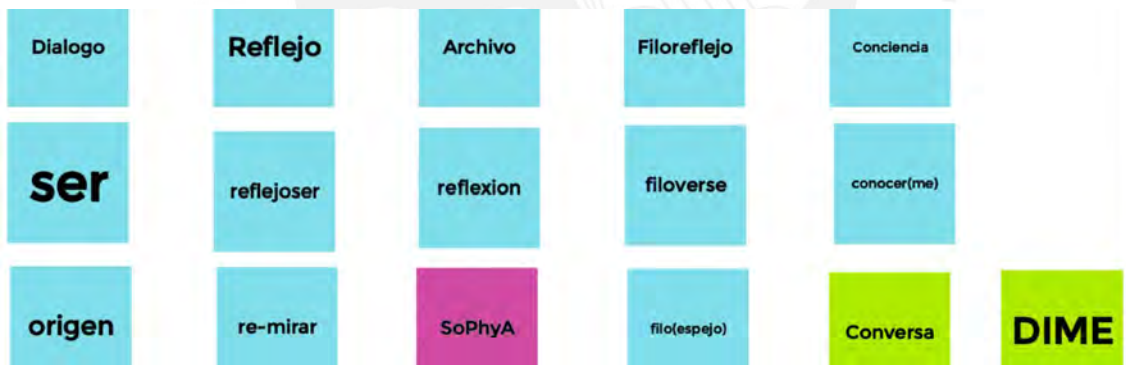 Dialogo
Reflejo
Archivo
Filoreflejo
Conciencia
ser
reflejoser
reflexion
filoverse
conocer(me)
origen
re-mirar
SoPhyA
filo(espejo)
Conversa
DIME